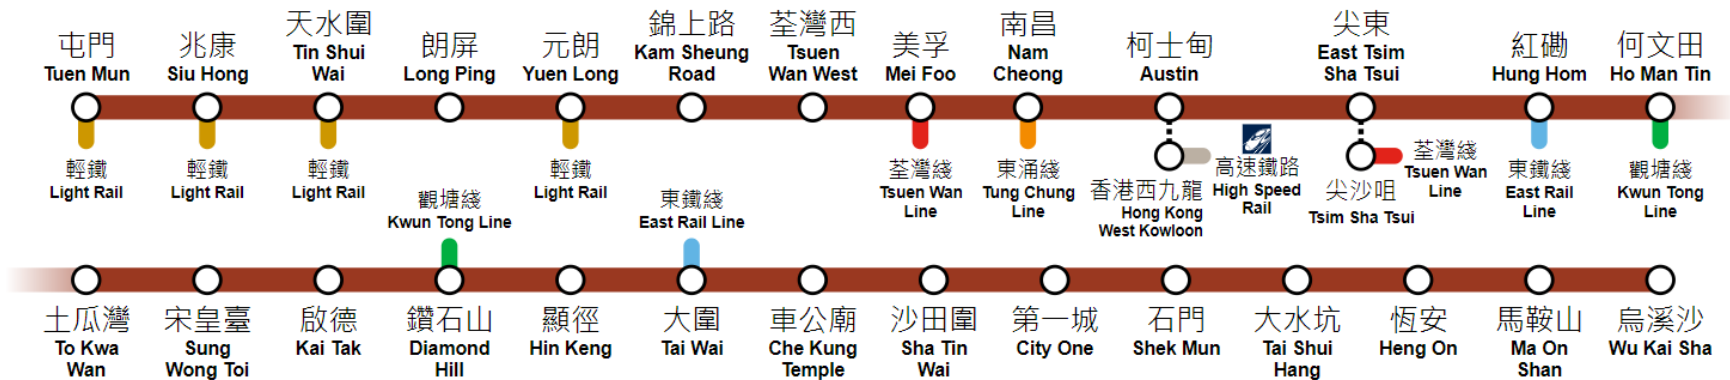 屯門
Tuen Mun
兆康
Siu Hong
天水圍
Tin Shui
Wai
朗屏
Long Ping
元朗
Yuen Long
錦上路
Kam Sheung
Road
荃灣西
Tsuen
Wan West
美孚
Mei Foo
南昌
Nam
Cheong
柯士甸
Austin
尖東
East Tsim
Sha Tsui
紅磡
Hung Hom
何文田
Ho Man Tin
輕鐵
Light Rail
輕鐵
Light Rail
輕鐵
Light Rail
輕鐵
Light Rail
荃灣綫
Tsuen Wan
Line
東涌綫
Tung Chung
Line
香港西九龍
Hong Kong
West Kowloon
高速鐵路
High Speed
Rail
尖沙咀
Tsim Sha Tsui
荃灣綫
Tsuen Wan
Line
東鐵綫
East Rail
Line
觀塘綫
Kwun Tong
Line
觀塘綫
Kwun Tong Line
東鐵綫
East Rail Line
土瓜灣
To Kwa
Wan
宋皇臺
Sung
Wong Toi
啟德
Kai Tak
鑽石山
Diamond
Hill
顯徑
Hin Keng
大圍
Tai Wai
車公廟
Che Kung
Temple
沙田圍
Sha Tin
Wai
第一城
City One
石門
Shek Mun
大水坑
Tai Shui
Hang
恆安
Heng On
馬鞍山
Ma On
Shan
烏溪沙
Wu Kai Sha